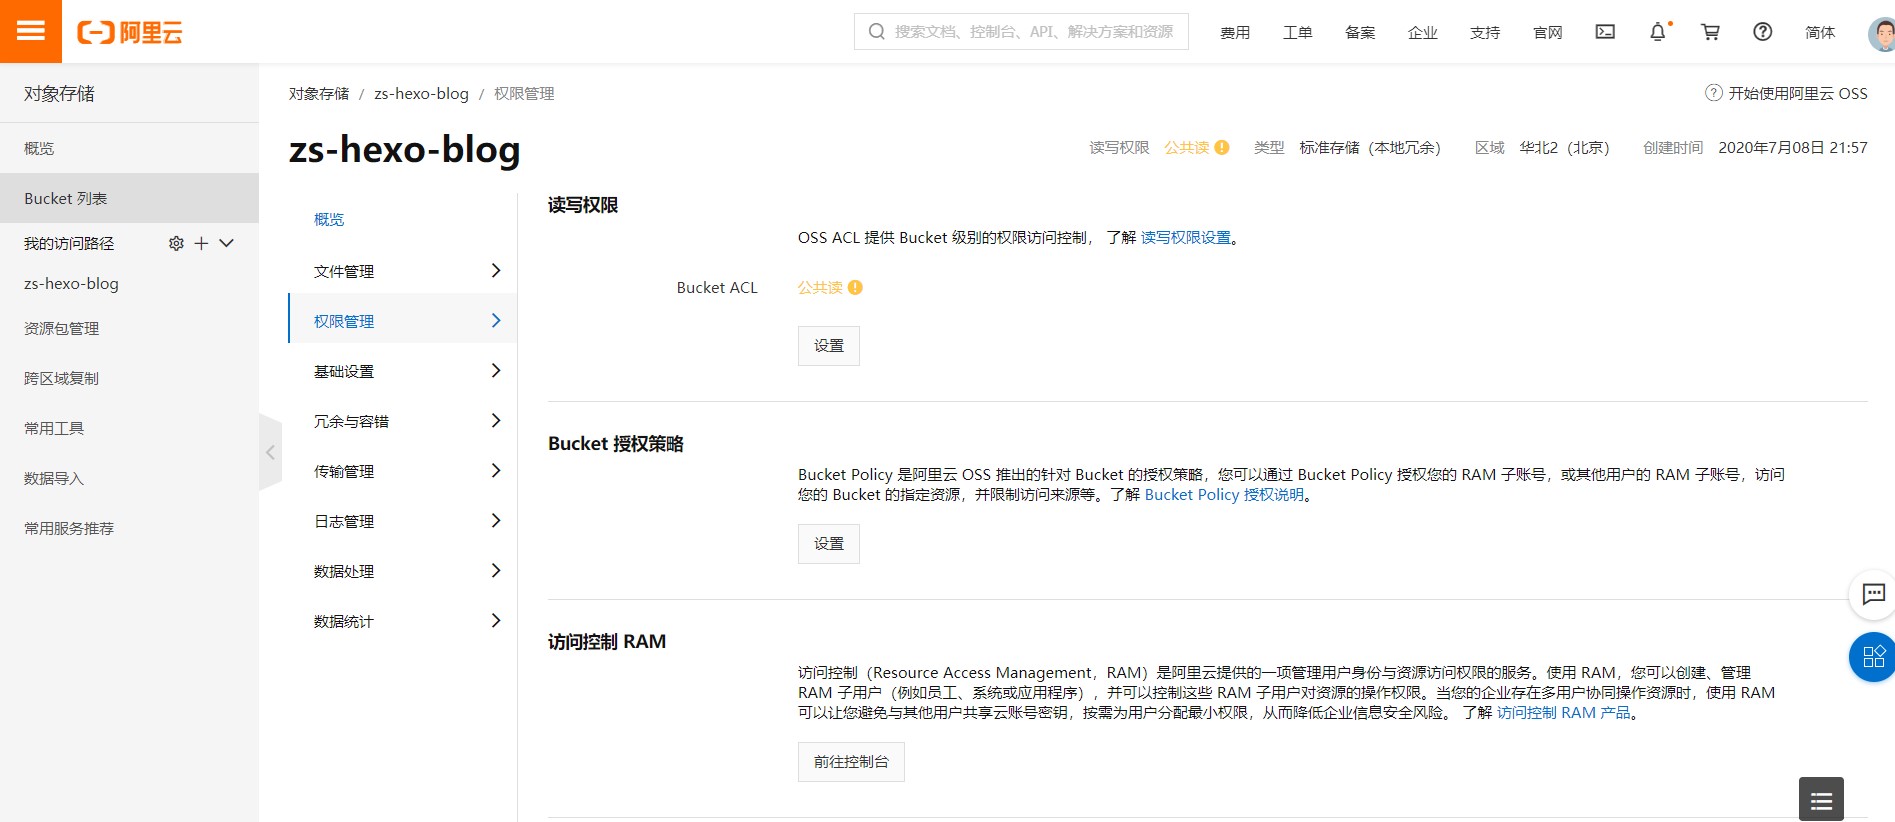 阿里云
搜索文档、控制台、API、解决方案和资源
费用 工单 备案 企业 支持 官网 简体
对象存储
概览
Bucket 列表
我的访问路径
zs-hexo-blog
资源包管理
跨区域复制
常用工具
数据导入
常用服务推荐
对象存储 / zs-hexo-blog / 权限管理
开始使用阿里云 OSS
zs-hexo-blog
读写权限 公共读 类型 标准存储（本地冗余） 区域 华北2（北京） 创建时间 2020年7月08日 21:57
概览
文件管理
权限管理
基础设置
冗余与容错
传输管理
日志管理
数据处理
数据统计
读写权限
OSS ACL 提供 Bucket 级别的权限访问控制， 了解 读写权限设置。
Bucket ACL 公共读
设置
Bucket 授权策略
Bucket Policy 是阿里云 OSS 推出的针对 Bucket 的授权策略，您可以通过 Bucket Policy 授权您的 RAM 子账号，或其他用户的 RAM 子账号，访问
您的 Bucket 的指定资源，并限制访问来源等。了解 Bucket Policy 授权说明。
设置
访问控制 RAM
访问控制（Resource Access Management，RAM）是阿里云提供的一项管理用户身份与资源访问权限的服务。使用 RAM，您可以创建、管理
RAM 子用户（例如员工、系统或应用程序），并可以控制这些 RAM 子用户对资源的操作权限。当您的企业存在多用户协同操作资源时，使用 RAM
可以让您避免与其他用户共享云账号密钥，按需为用户分配最小权限，从而降低企业信息安全风险。 了解 访问控制 RAM 产品。
前往控制台